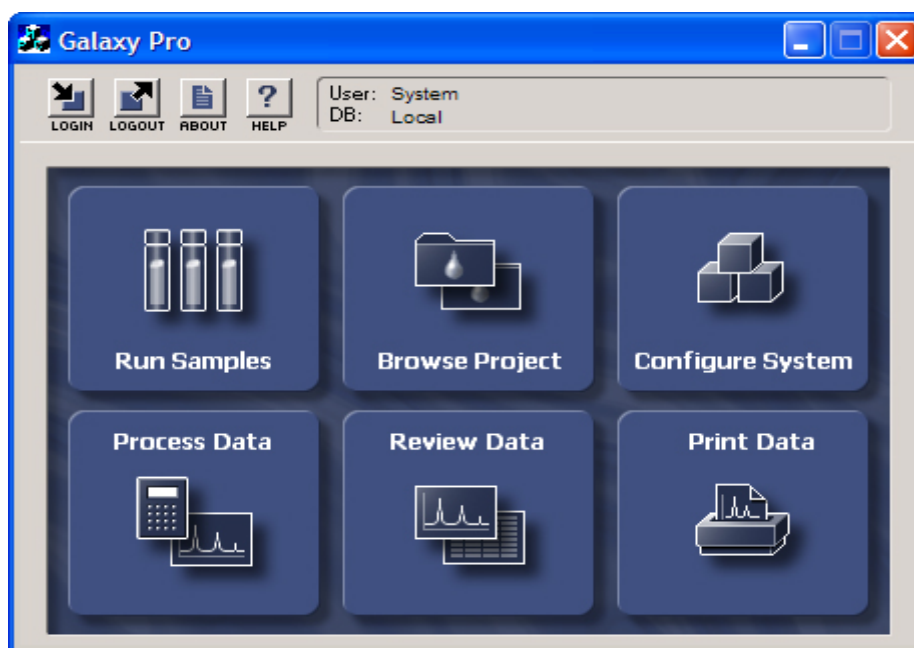 Galaxy Pro
LOGIN LOGOUT ABOUT ? HELP
User: System
DB: Local
Run Samples Browse Project Configure System
Process Data Review Data Print Data